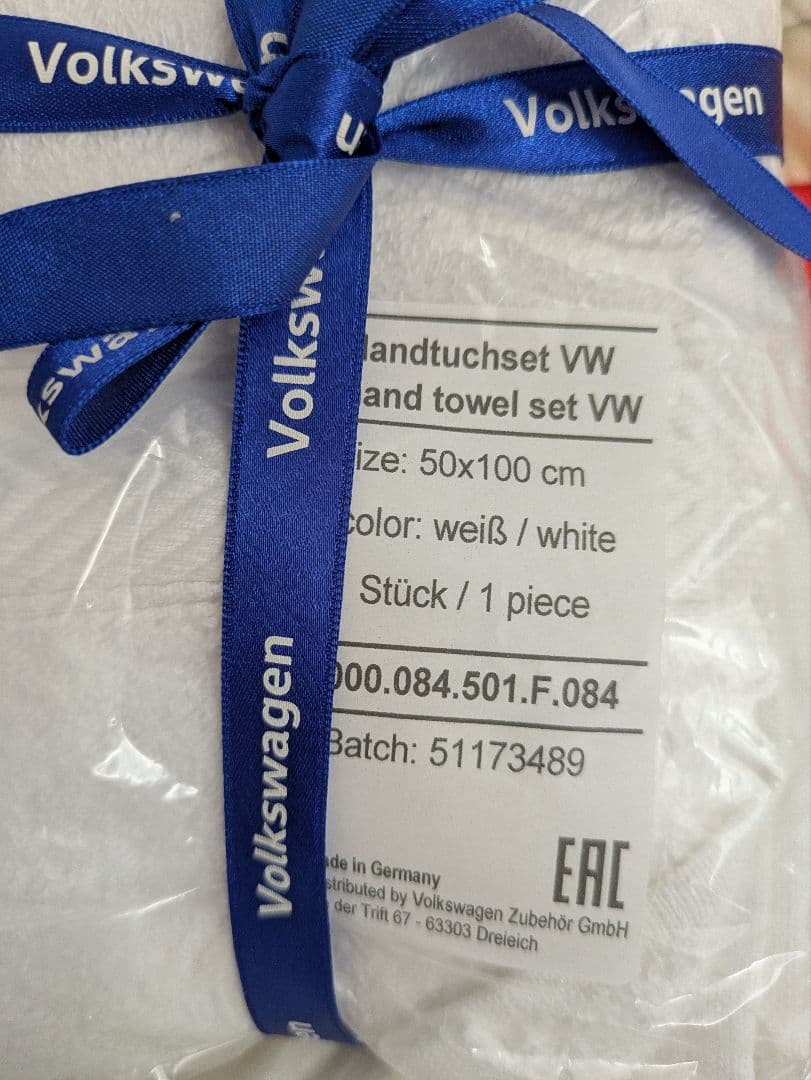 Volkswagen
Volkswagen
Volkswagen
Volkswagen
andtuchset VW
and towel set VW
ize: 50x100 cm
color: weiß / white
Stück / 1 piece
000.084.501.F.084
Batch: 51173489
EAC
de in Germany
stributed by Volkswagen Zubehör GmbH
der Trift 67 - 63303 Dreieich